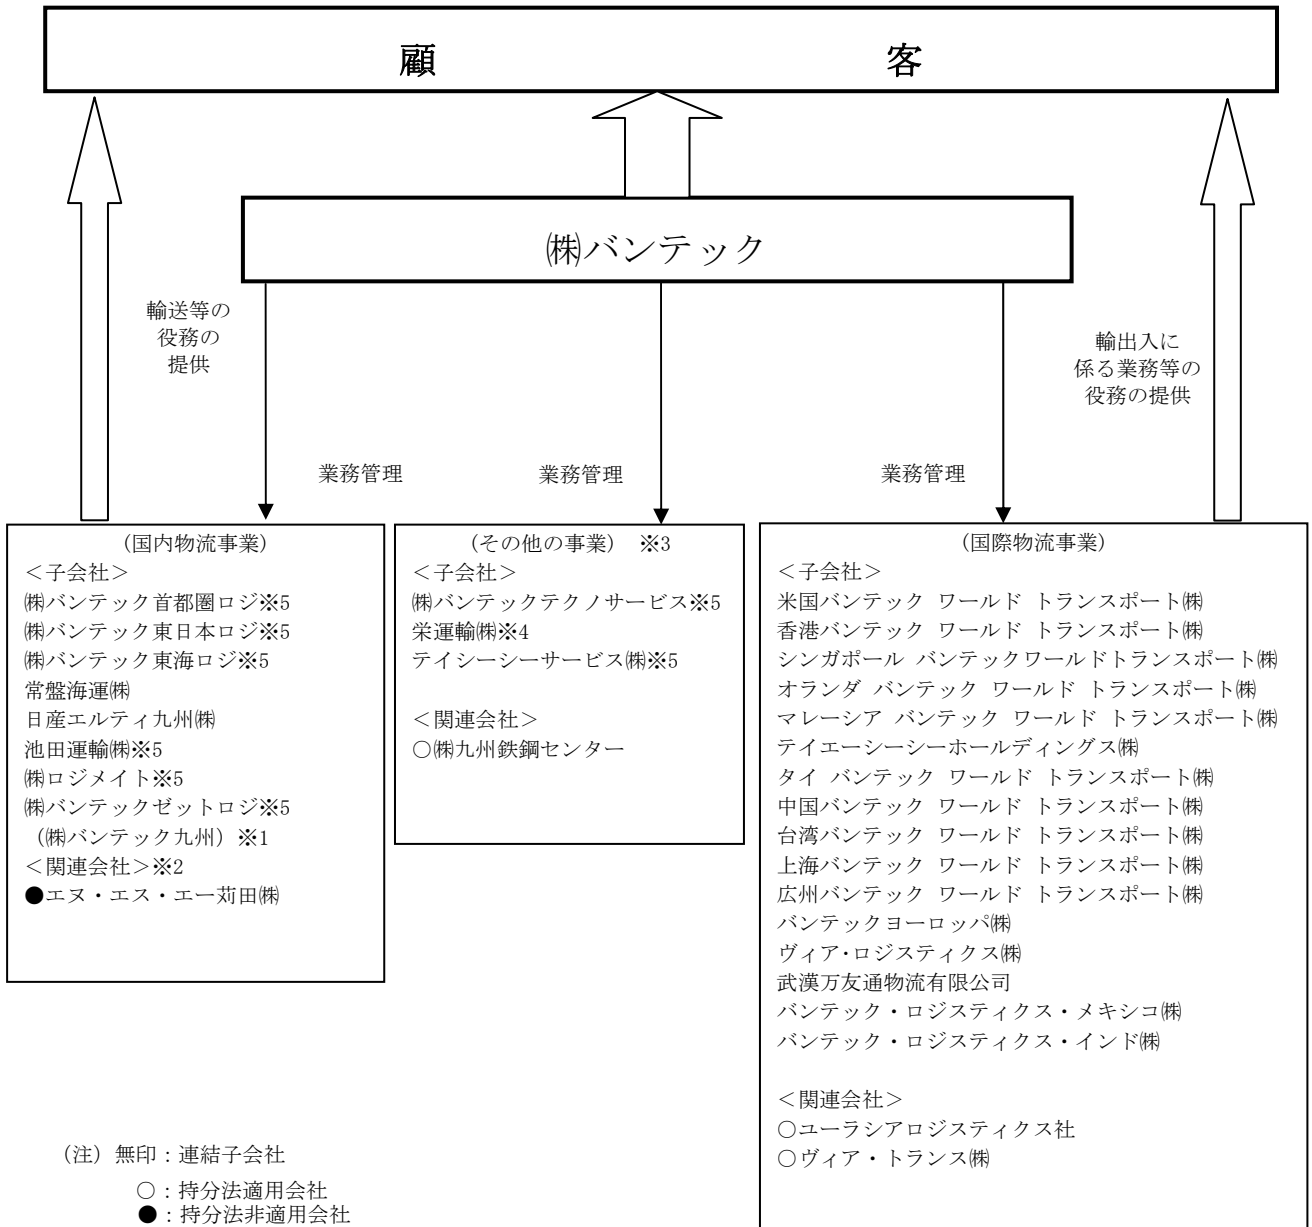 顧客
㈱バンテック
輸送等の
役務の
提供
輸出入に
係る業務等の
役務の提供
業務管理
業務管理
業務管理
(国内物流事業)
＜子会社＞
㈱バンテック首都圏ロジ※5
㈱バンテック東日本ロジ※5
㈱バンテック東海ロジ※5
常盤海運㈱
日産エルティ九州㈱
池田運輸㈱※5
㈱ロジメイト※5
㈱バンテックゼットロジ※5
（㈱バンテック九州）※1
＜関連会社＞※2
●エヌ・エス・エー苅田㈱
(その他の事業) ※3
＜子会社＞
㈱バンテックテクノサービス※5
栄運輸㈱※4
テイシーシーサービス㈱※5
＜関連会社＞
○㈱九州鉄鋼センター
(国際物流事業)
＜子会社＞
米国バンテック ワールド トランスポート㈱
香港バンテック ワールド トランスポート㈱
シンガポール バンテックワールドトランスポート㈱
オランダ バンテック ワールド トランスポート㈱
マレーシア バンテック ワールド トランスポート㈱
テイエーシーシーホールディングス㈱
タイ バンテック ワールド トランスポート㈱
中国バンテック ワールド トランスポート㈱
台湾バンテック ワールド トランスポート㈱
上海バンテック ワールド トランスポート㈱
広州バンテック ワールド トランスポート㈱
バンテックヨーロッパ㈱
ヴィア･ロジスティクス㈱
武漢万友通物流有限公司
バンテック・ロジスティクス・メキシコ㈱
バンテック・ロジスティクス・インド㈱
＜関連会社＞
○ユーラシアロジスティクス社
○ヴィア・トランス㈱
（注）無印：連結子会社
○：持分法適用会社
●：持分法非適用会社